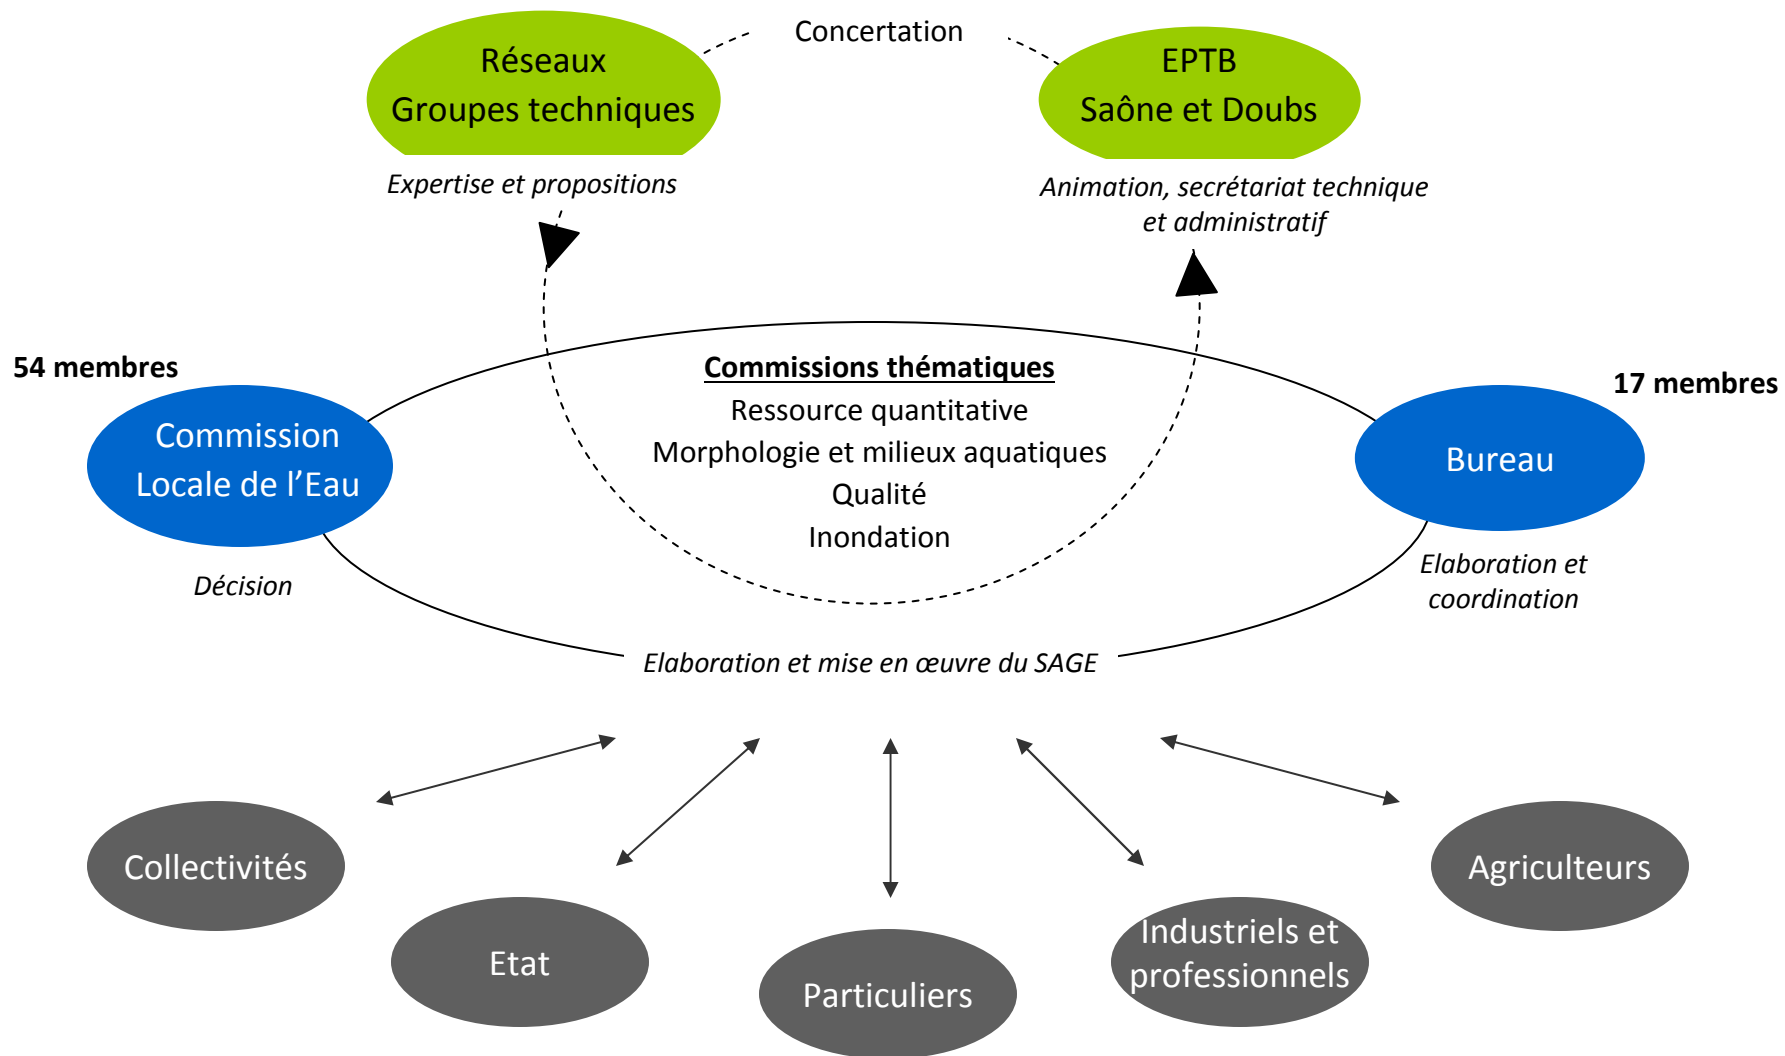 Concertation
Réseaux
Groupes techniques
EPTB
Saône et Doubs
Expertise et propositions
Animation, secrétariat technique
et administratif
54 membres
17 membres
Commission
Locale de l’Eau
Commissions thématiques
Ressource quantitative
Morphologie et milieux aquatiques
Qualité
Inondation
Bureau
Décision
Elaboration et
coordination
Elaboration et mise en œuvre du SAGE
Collectivités
Etat
Particuliers
Industriels et
professionnels
Agriculteurs